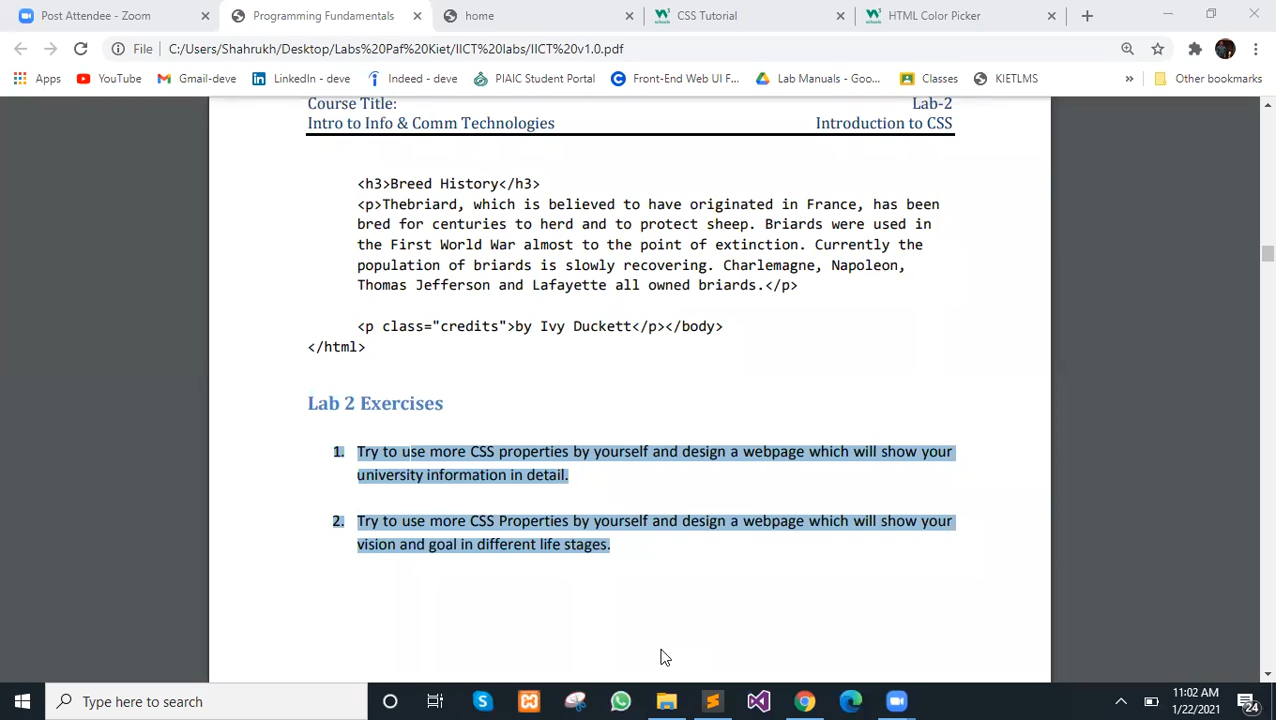 Post Attendee - Zoom
Programming Fundamentals
home
CSS Tutorial
HTML Color Picker
File
C:/Users/Shahrukh/Desktop/Labs%20Paf%20Kiet/IICT%20labs/IICT%20v1.0.pdf
Apps
YouTube
Gmail-deve
LinkedIn - deve
Indeed - deve
PIAIC Student Portal
Front-End Web UI F...
Lab Manuals - Goo...
Classes
KIETLMS
»
Other bookmarks
Course Title:
Lab-2
Intro to Info & Comm Technologies
Introduction to CSS
<h3>Breed History</h3>
<p>Thebriard, which is believed to have originated in France, has been
bred for centuries to herd and to protect sheep. Briards were used in
the First World War almost to the point of extinction. Currently the
population of briards is slowly recovering. Charlemagne, Napoleon,
Thomas Jefferson and Lafayette all owned briards.</p>
<p class="credits">by Ivy Duckett</p></body>
</html>
Lab 2 Exercises
1. Try to use more CSS properties by yourself and design a webpage which will show your
university information in detail.
2. Try to use more CSS Properties by yourself and design a webpage which will show your
vision and goal in different life stages.
Type here to search
11:02 AM
1/22/2021
24